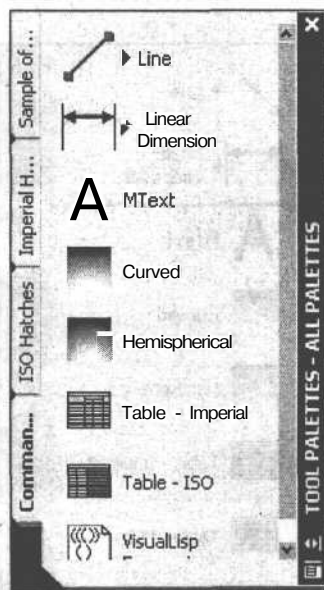 Line
Linear
Dimension
A
MText
Curved
Hemispherical
Table - Imperial
Table - ISO
VisualLisp
Sample of...
Imperial H...
ISO Hatches
Comman...
TOOL PALETTES - ALL PALETTES